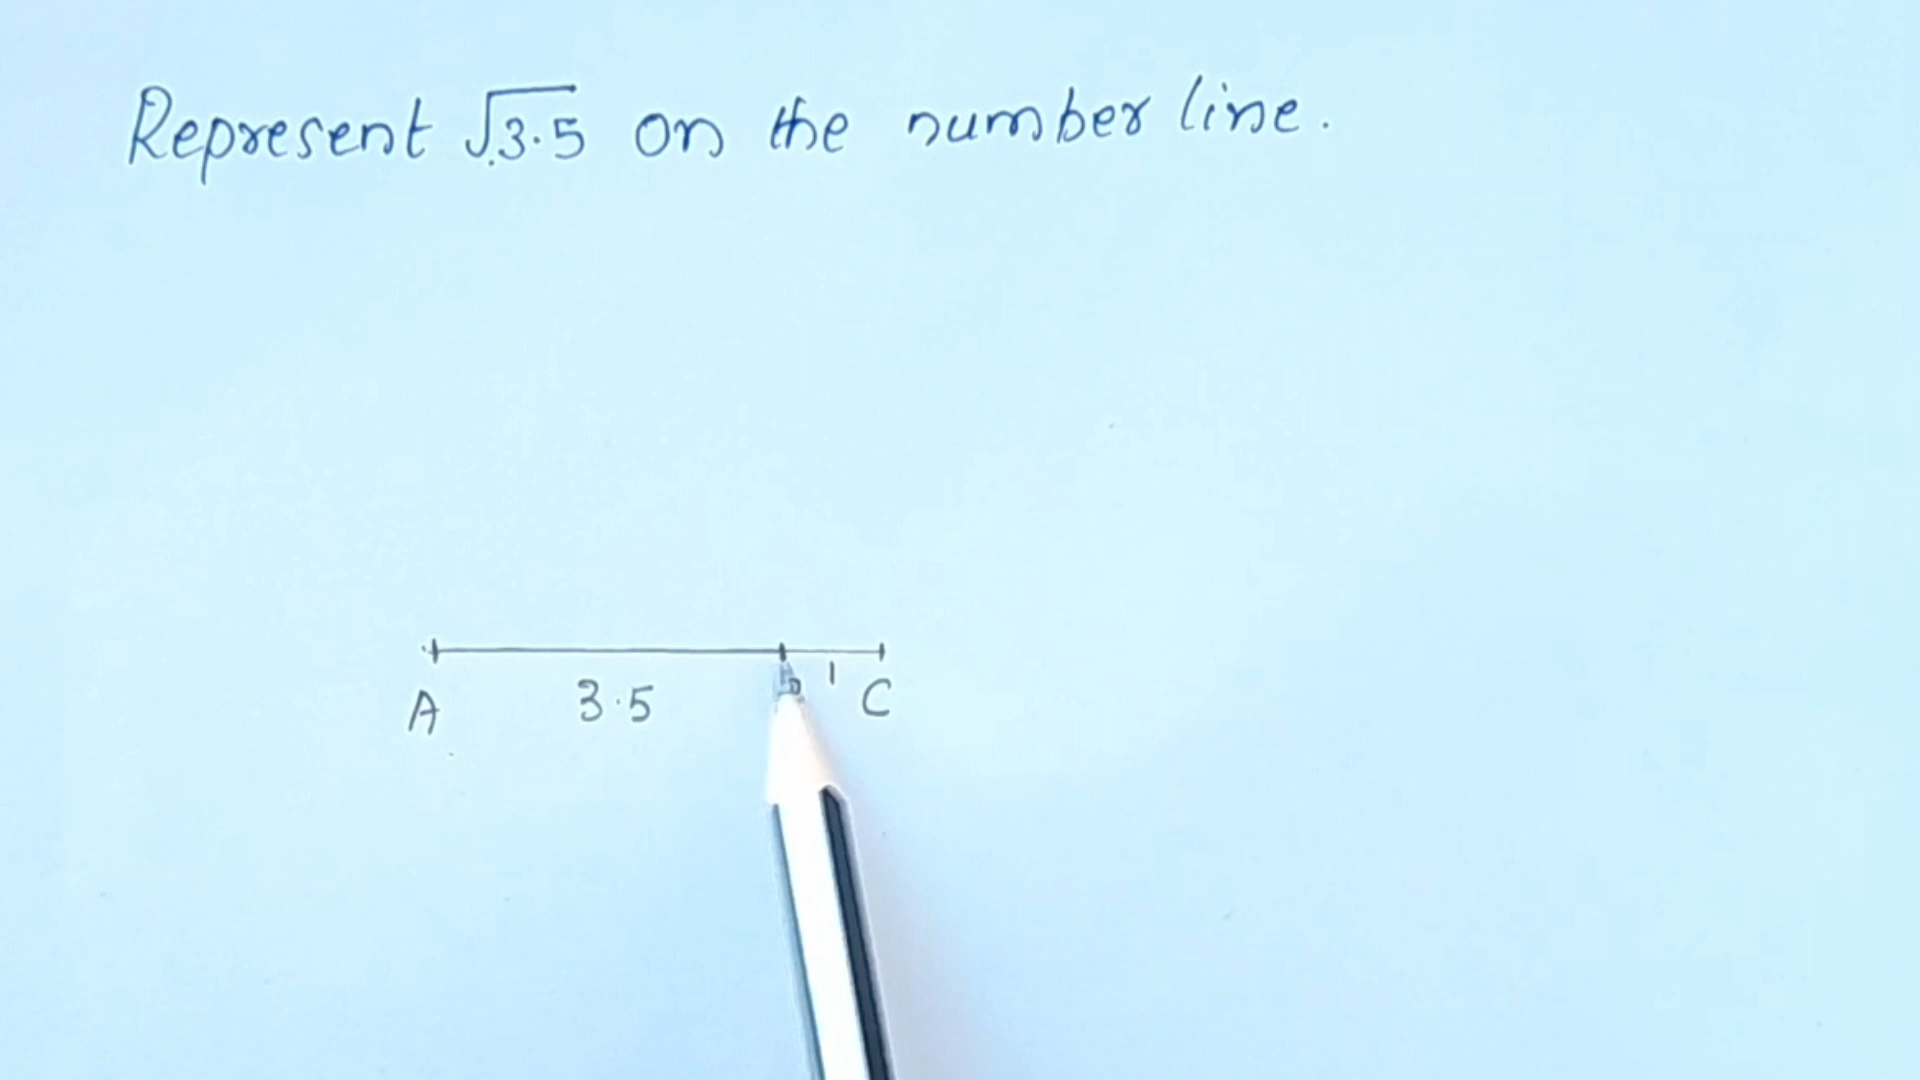 Represent √3.5 on the number line.
A 3.5 1 C